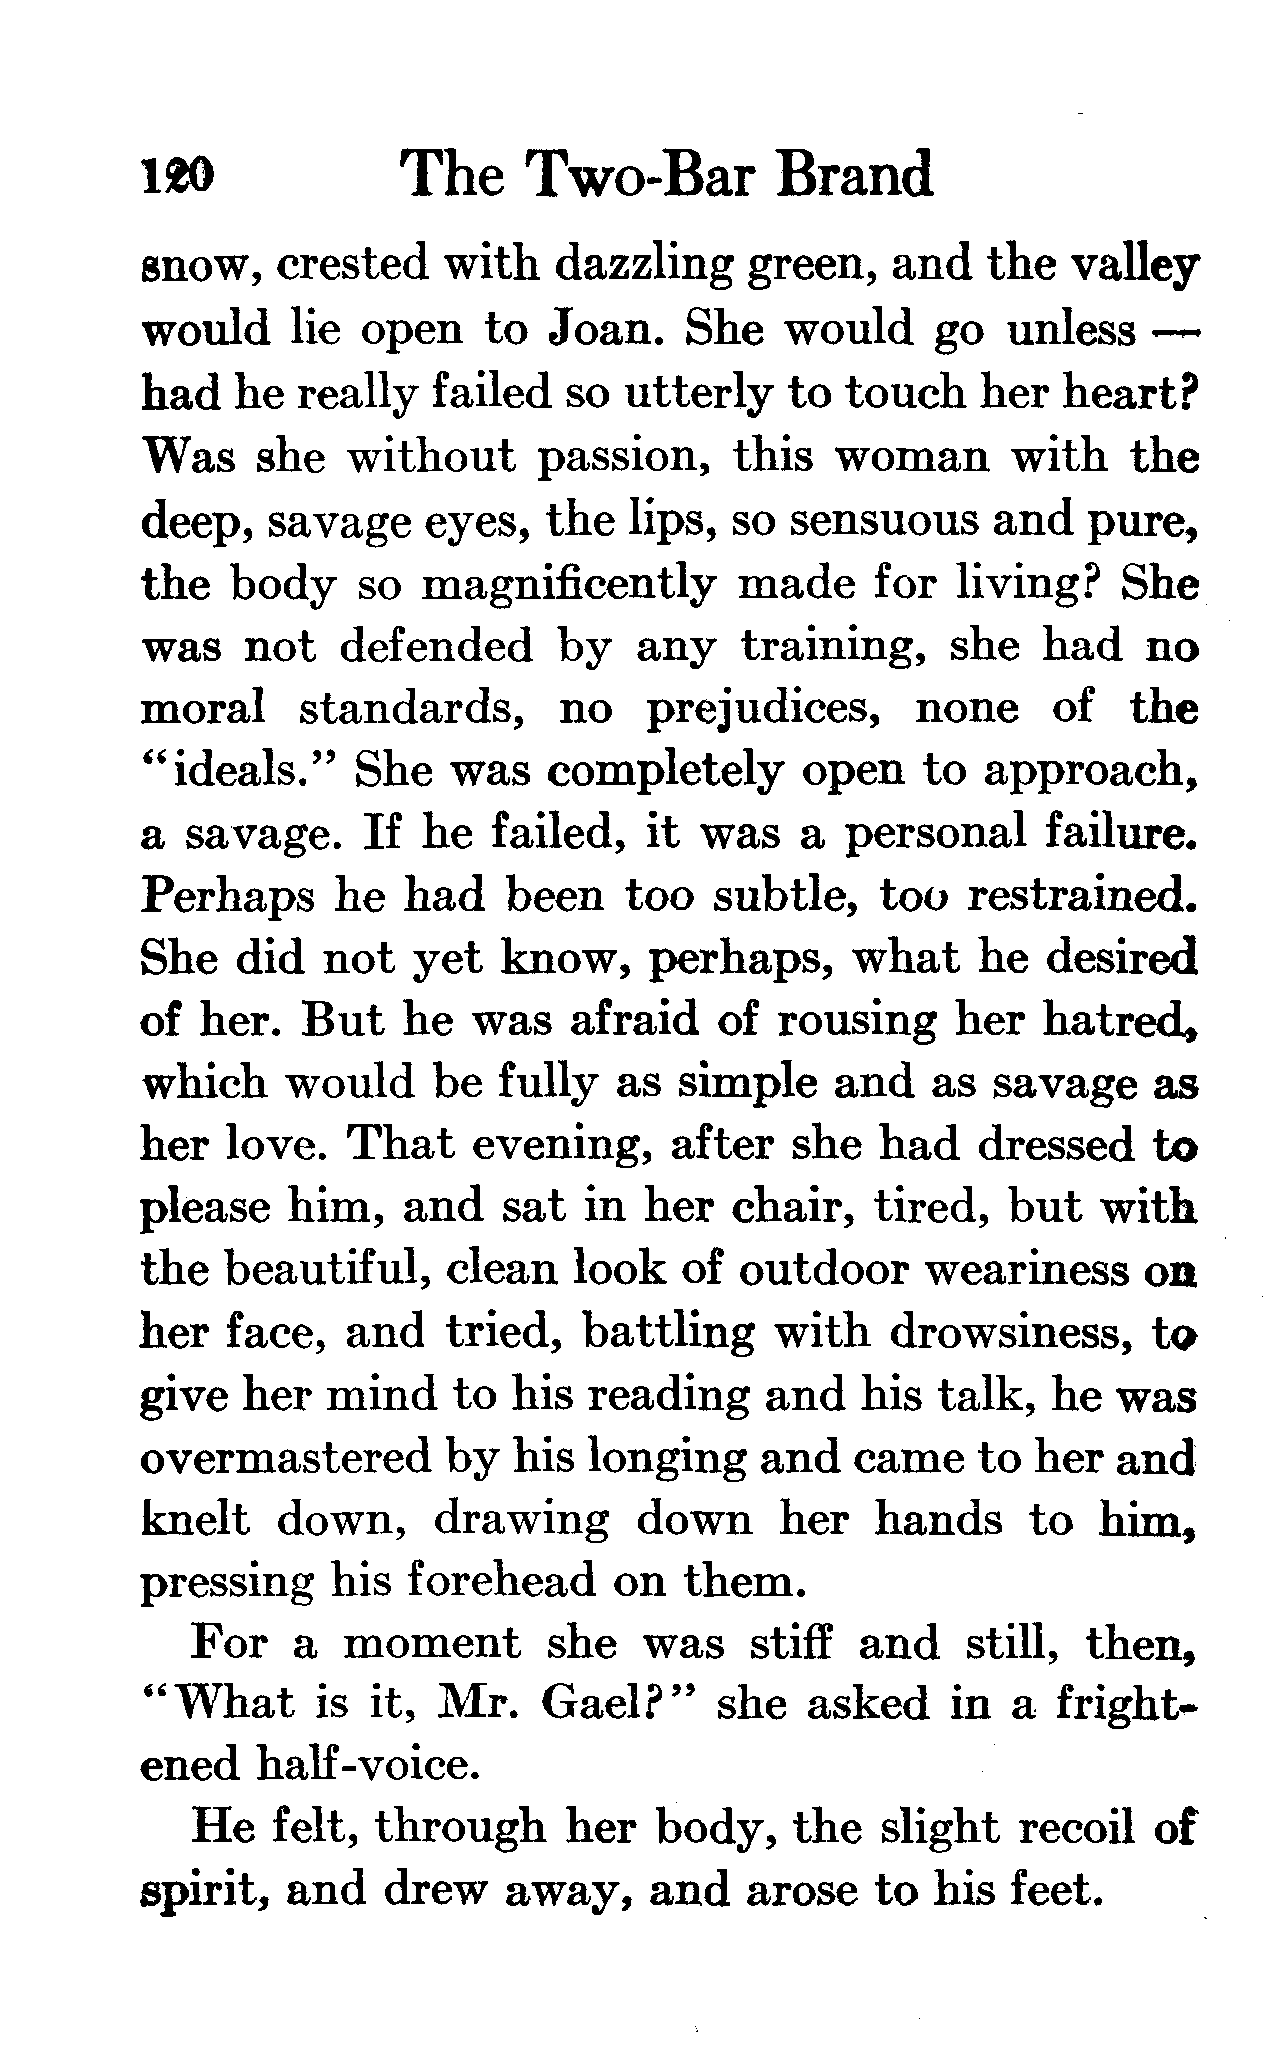 120 The Two-Bar Brand
snow, crested with dazzling green, and the valley
would lie open to Joan. She would go unless —
had he really failed so utterly to touch her heart?
Was she without passion, this woman with the
deep, savage eyes, the lips, so sensuous and pure,
the body so magnificently made for living? She
was not defended by any training, she had no
moral standards, no prejudices, none of the
“ideals.” She was completely open to approach,
a savage. If he failed, it was a personal failure.
Perhaps he had been too subtle, too restrained.
She did not yet know, perhaps, what he desired
of her. But he was afraid of rousing her hatred,
which would be fully as simple and as savage as
her love. That evening, after she had dressed to
please him, and sat in her chair, tired, but with
the beautiful, clean look of outdoor weariness on
her face, and tried, battling with drowsiness, to
give her mind to his reading and his talk, he was
overmastered by his longing and came to her and
knelt down, drawing down her hands to him,
pressing his forehead on them.
For a moment she was stiff and still, then,
“What is it, Mr. Gael?” she asked in a fright-
ened half-voice.
He felt, through her body, the slight recoil of
spirit, and drew away, and arose to his feet.